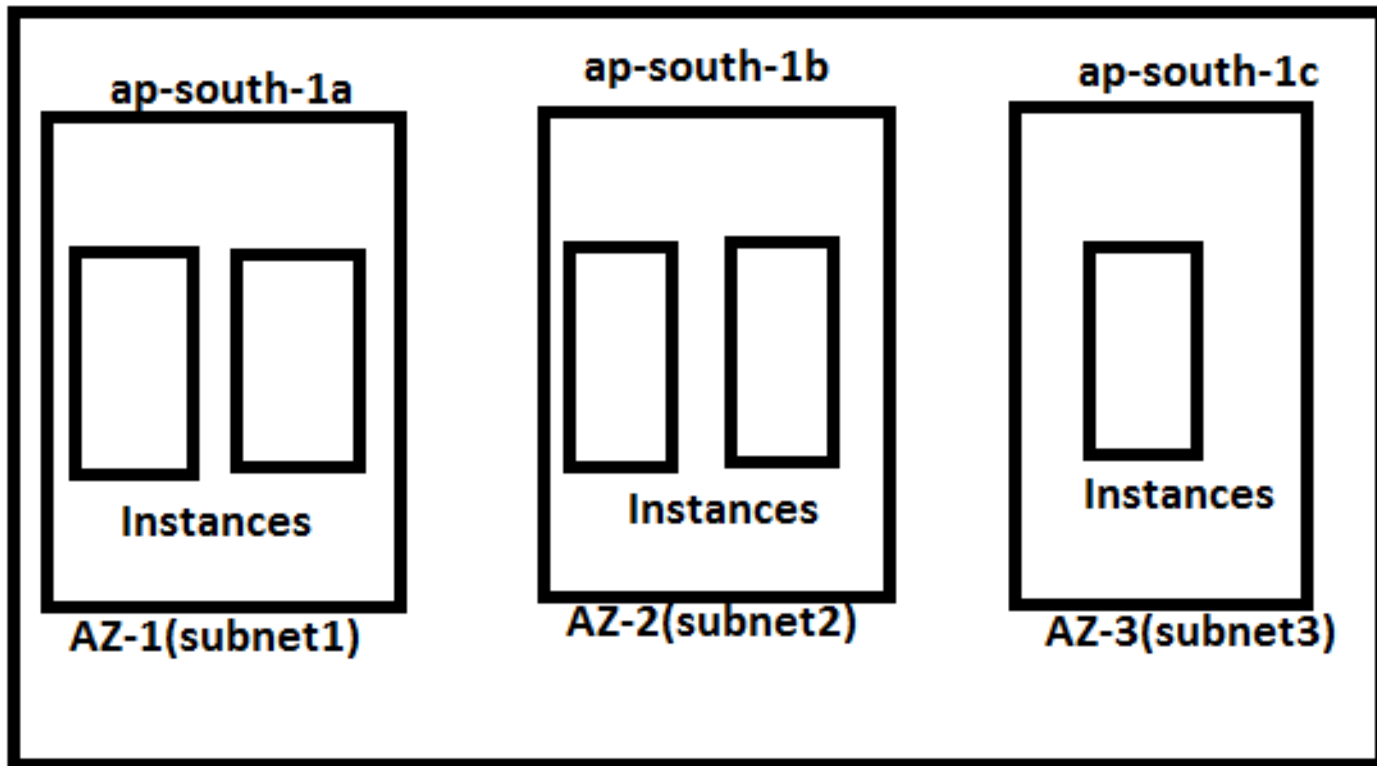 ap-south-1a
ap-south-1b
ap-south-1c
Instances
Instances
Instances
AZ-1(subnet1)
AZ-2(subnet2)
AZ-3(subnet3)